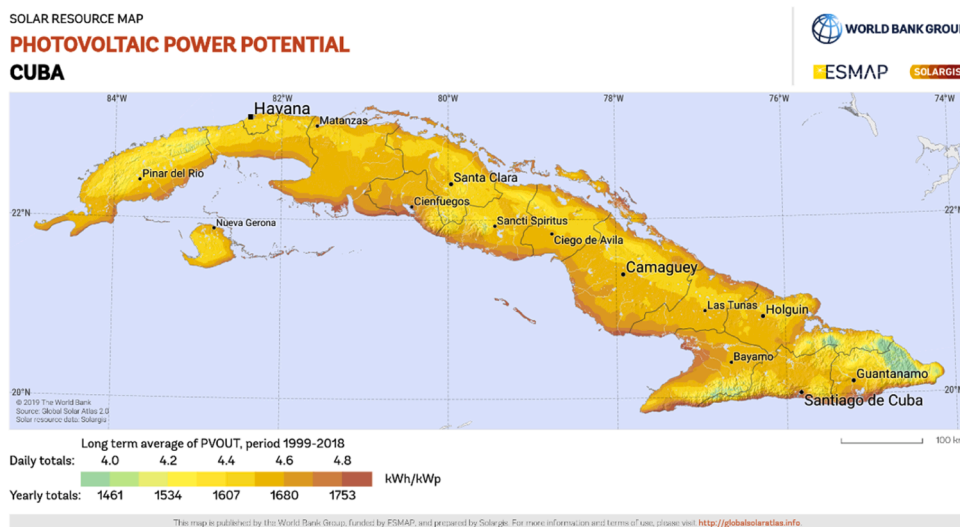 SOLAR RESOURCE MAP
PHOTOVOLTAIC POWER POTENTIAL
CUBA
WORLD BANK GROUP
ESMAP
SOLARGIS
84°W 82°W 80°W 78°W 76°W 74°W
Havana
Matanzas
Pinar del Rio
Santa Clara
Cienfuegos
22°N
22°N
Nueva Gerona
Sancti Spiritus
Ciego de Avila
Camaguey
Las Tunas
Holguin
Bayamo
Guantanamo
20°N
20°N
Santiago de Cuba
© 2019 The World Bank
Source: Global Solar Atlas 2.0
Solar resource data: Solargis
Long term average of PVOUT, period 1999-2018
100 km
Daily totals: 4.0 4.2 4.4 4.6 4.8
kWh/kWp
Yearly totals: 1461 1534 1607 1680 1753
This map is published by the World Bank Group, funded by ESMAP, and prepared by Solargis. For more information and terms of use, please visit http://globalsolaratlas.info.